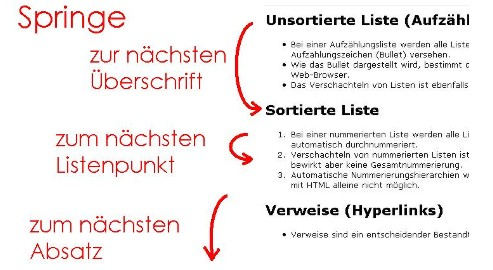 Springe
zur nächsten
Überschrift
zum nächsten
Listenpunkt
zum nächsten
Absatz
Unsortierte Liste (Aufzähl
• Bei einer Aufzählungsliste werden alle Liste
Aufzählungszeichen (Bullet) versehen.
• Wie das Bullet dargestellt wird, bestimmt d
Web-Browser.
• Das Verschachteln von Listen ist ebenfalls
Sortierte Liste
1. Bei einer nummerierten Liste werden alle Li
automatisch durchnummeriert.
2. Verschachteln von nummerierten Listen ist
bewirkt aber keine Gesamtnummerierung.
3. Automatische Nummerierungshierarchien w
mit HTML alleine nicht möglich.
Verweise (Hyperlinks)
• Verweise sind ein entscheidender Bestandt